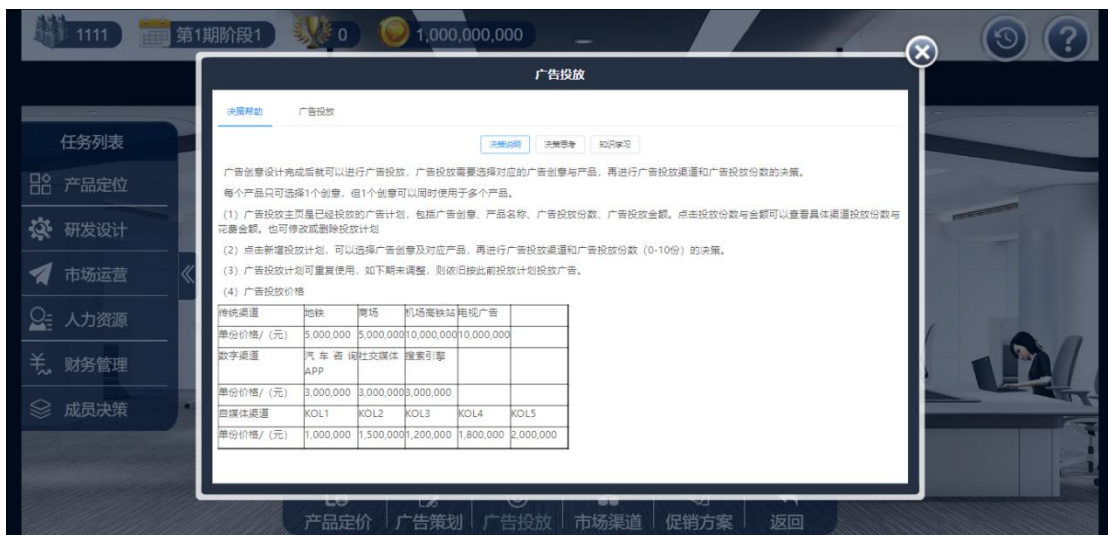 1111
第1期阶段1
0
1,000,000,000
广告投放
决策帮助 广告投放
决策说明 决策思考 知识学习
广告创意设计完成后就可以进行广告投放，广告投放需要选择对应的广告创意与产品，再进行广告投放渠道和广告投放份数的决策。
每个产品只可选择1个创意，但1个创意可以同时使用于多个产品。
（1）广告投放主页是已经投放的广告计划，包括广告创意、产品名称、广告投放份数、广告投放金额。点击投放份数与金额可以查看具体渠道投放份数与
花费金额。也可修改或删除投放计划
（2）点击新增投放计划，可以选择广告创意及对应产品，再进行广告投放渠道和广告投放份数（0-10份）的决策。
（3）广告投放计划可重复使用，如下期未调整，则依旧按此前投放计划投放广告。
（4）广告投放价格
传统渠道 地铁 商场 机场高铁站 电视广告
单份价格/（元） 5,000,000 5,000,000 10,000,000 10,000,000
数字渠道 汽车咨询 社交媒体 搜索引擎
APP
单份价格/（元） 3,000,000 3,000,000 3,000,000
自媒体渠道 KOL1 KOL2 KOL3 KOL4 KOL5
单份价格/（元） 1,000,000 1,500,000 1,200,000 1,800,000 2,000,000
任务列表
产品定位
研发设计
市场运营
人力资源
财务管理
成员决策
产品定价 广告策划 广告投放 市场渠道 促销方案 返回